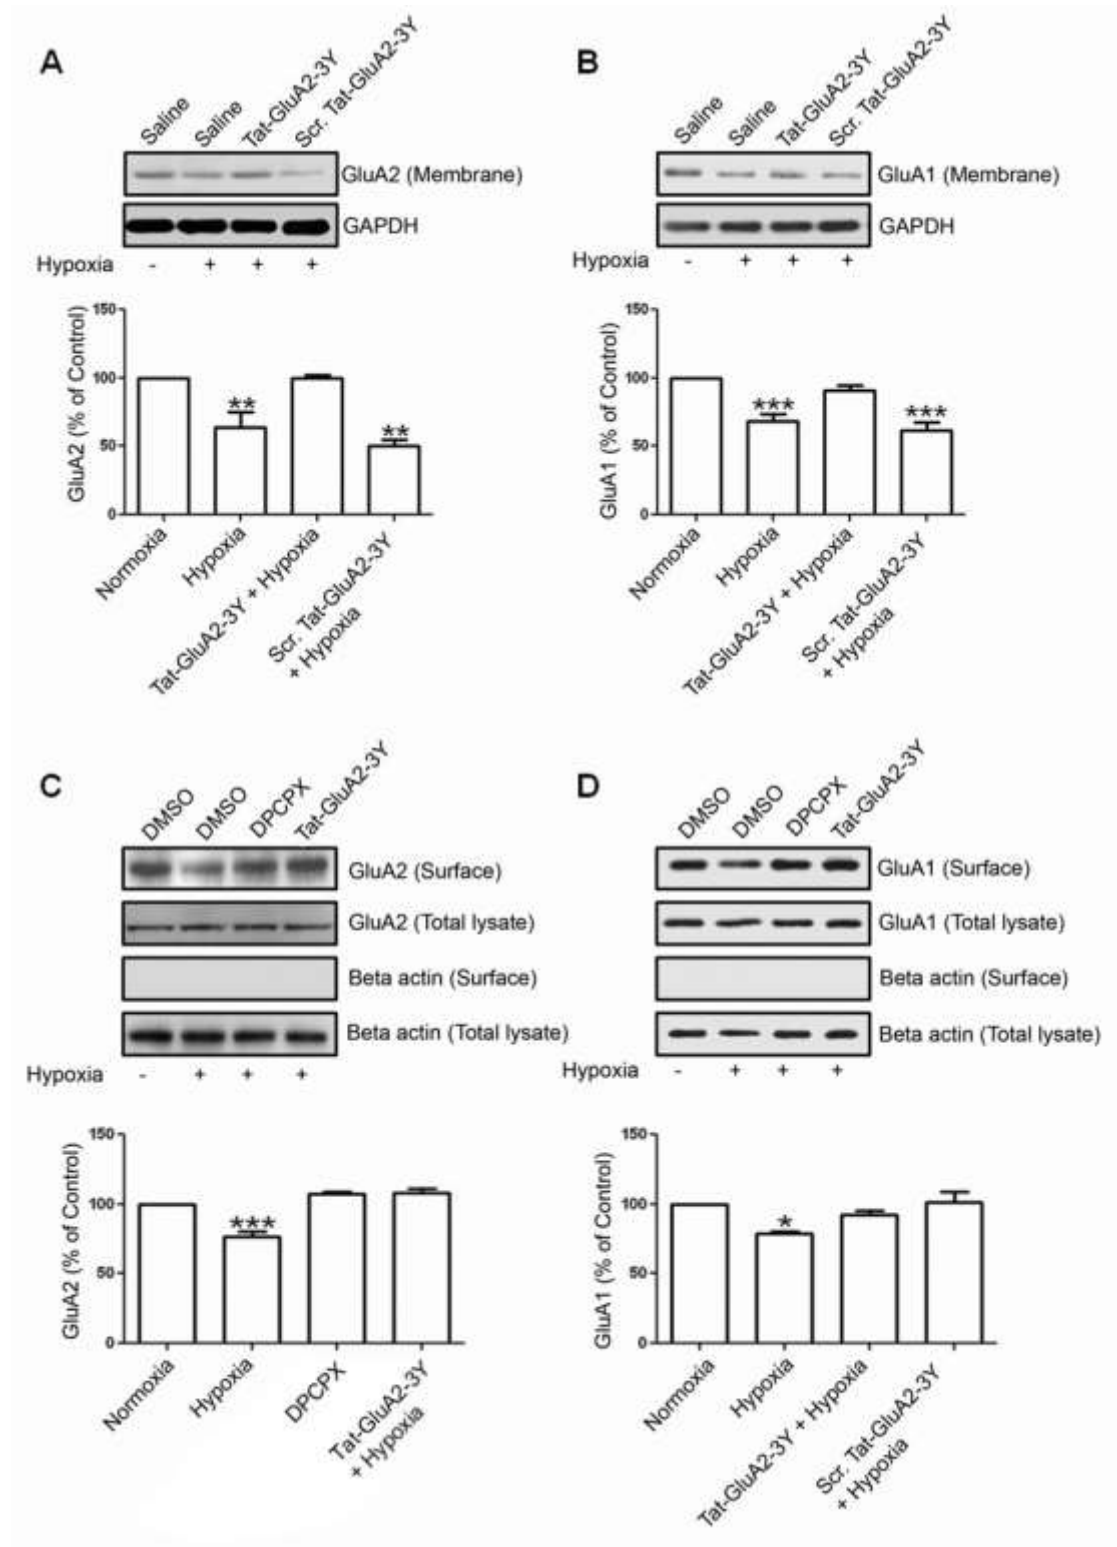 A
Saline
Saline
Tat-GluA2-3Y
Scr. Tat-GluA2-3Y
GluA2 (Membrane)
GAPDH
Hypoxia - + + +
GluA2 (% of Control)
150
100
50
0
**
**
Normoxia
Hypoxia
Tat-GluA2-3Y + Hypoxia
Scr. Tat-GluA2-3Y
+ Hypoxia
B
Saline
Saline
Tat-GluA2-3Y
Scr. Tat-GluA2-3Y
GluA1 (Membrane)
GAPDH
Hypoxia - + + +
GluA1 (% of Control)
150
100
50
0
***
***
Normoxia
Hypoxia
Tat-GluA2-3Y + Hypoxia
Scr. Tat-GluA2-3Y
+ Hypoxia
C
DMSO
DMSO
DPCPX
Tat-GluA2-3Y
GluA2 (Surface)
GluA2 (Total lysate)
Beta actin (Surface)
Beta actin (Total lysate)
Hypoxia - + + +
GluA2 (% of Control)
150
100
50
0
***
Normoxia
Hypoxia
DPCPX
Tat-GluA2-3Y
+ Hypoxia
D
DMSO
DMSO
DPCPX
Tat-GluA2-3Y
GluA1 (Surface)
GluA1 (Total lysate)
Beta actin (Surface)
Beta actin (Total lysate)
Hypoxia - + + +
GluA1 (% of Control)
150
100
50
0
*
Normoxia
Hypoxia
Tat-GluA2-3Y + Hypoxia
Scr. Tat-GluA2-3Y
+ Hypoxia